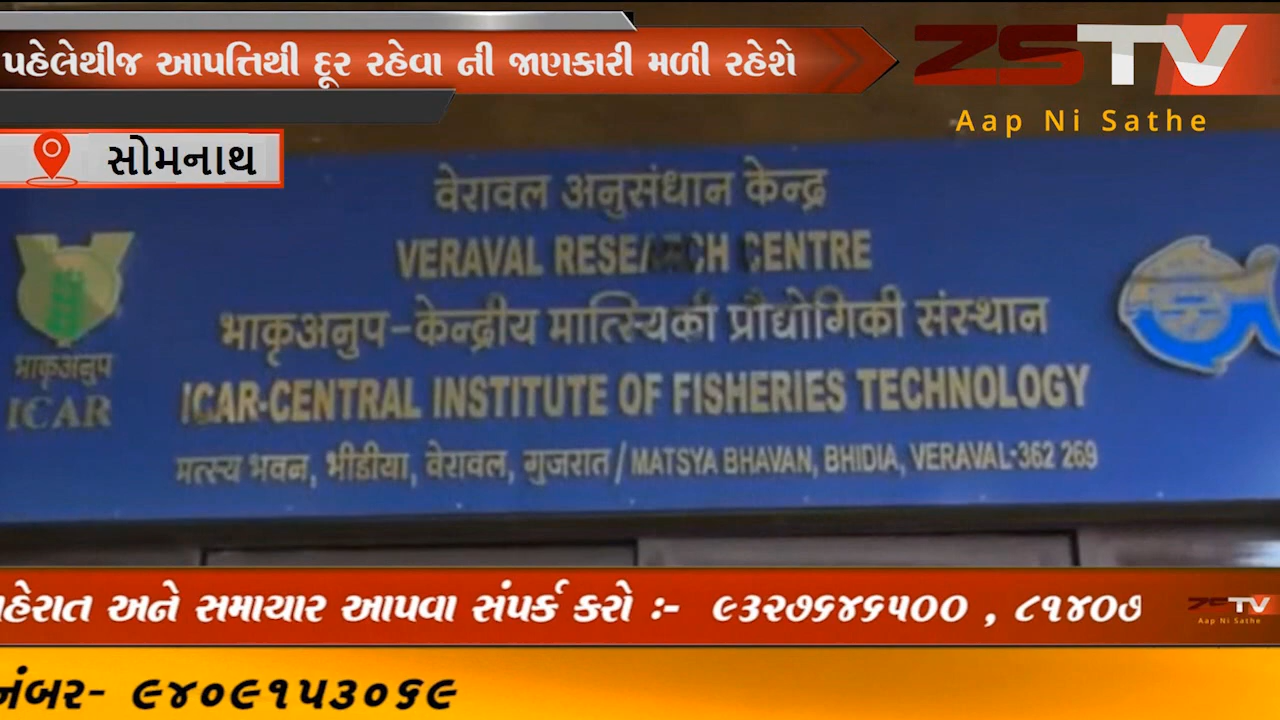 પહેલેથીજ આપત્તિથી દૂર રહેવા ની જાણકારી મળી રહેશે
ZSTV
Aap Ni Sathe
સોમનાથ
वेरावल अनुसंधान केन्द्र
VERAVAL RESEARCH CENTRE
भाकृअनुप-केन्द्रीय मात्स्यिकी प्रौद्योगिकी संस्थान
ICAR-CENTRAL INSTITUTE OF FISHERIES TECHNOLOGY
मत्स्य भवन, भीडीया, वेरावल, गुजरात / MATSYA BHAVAN, BHIDIA, VERAVAL-362 269
भाकृअनुप
ICAR
અને સમાચાર આપવા સંપર્ક કરો :- ૯૩૨૭૬૪૬૫૦૦ , ૮૧૪૦૭
ZSTV
Aap Ni Sathe
નંબર- ૯૪૦૯૧૫૩૦૬૯